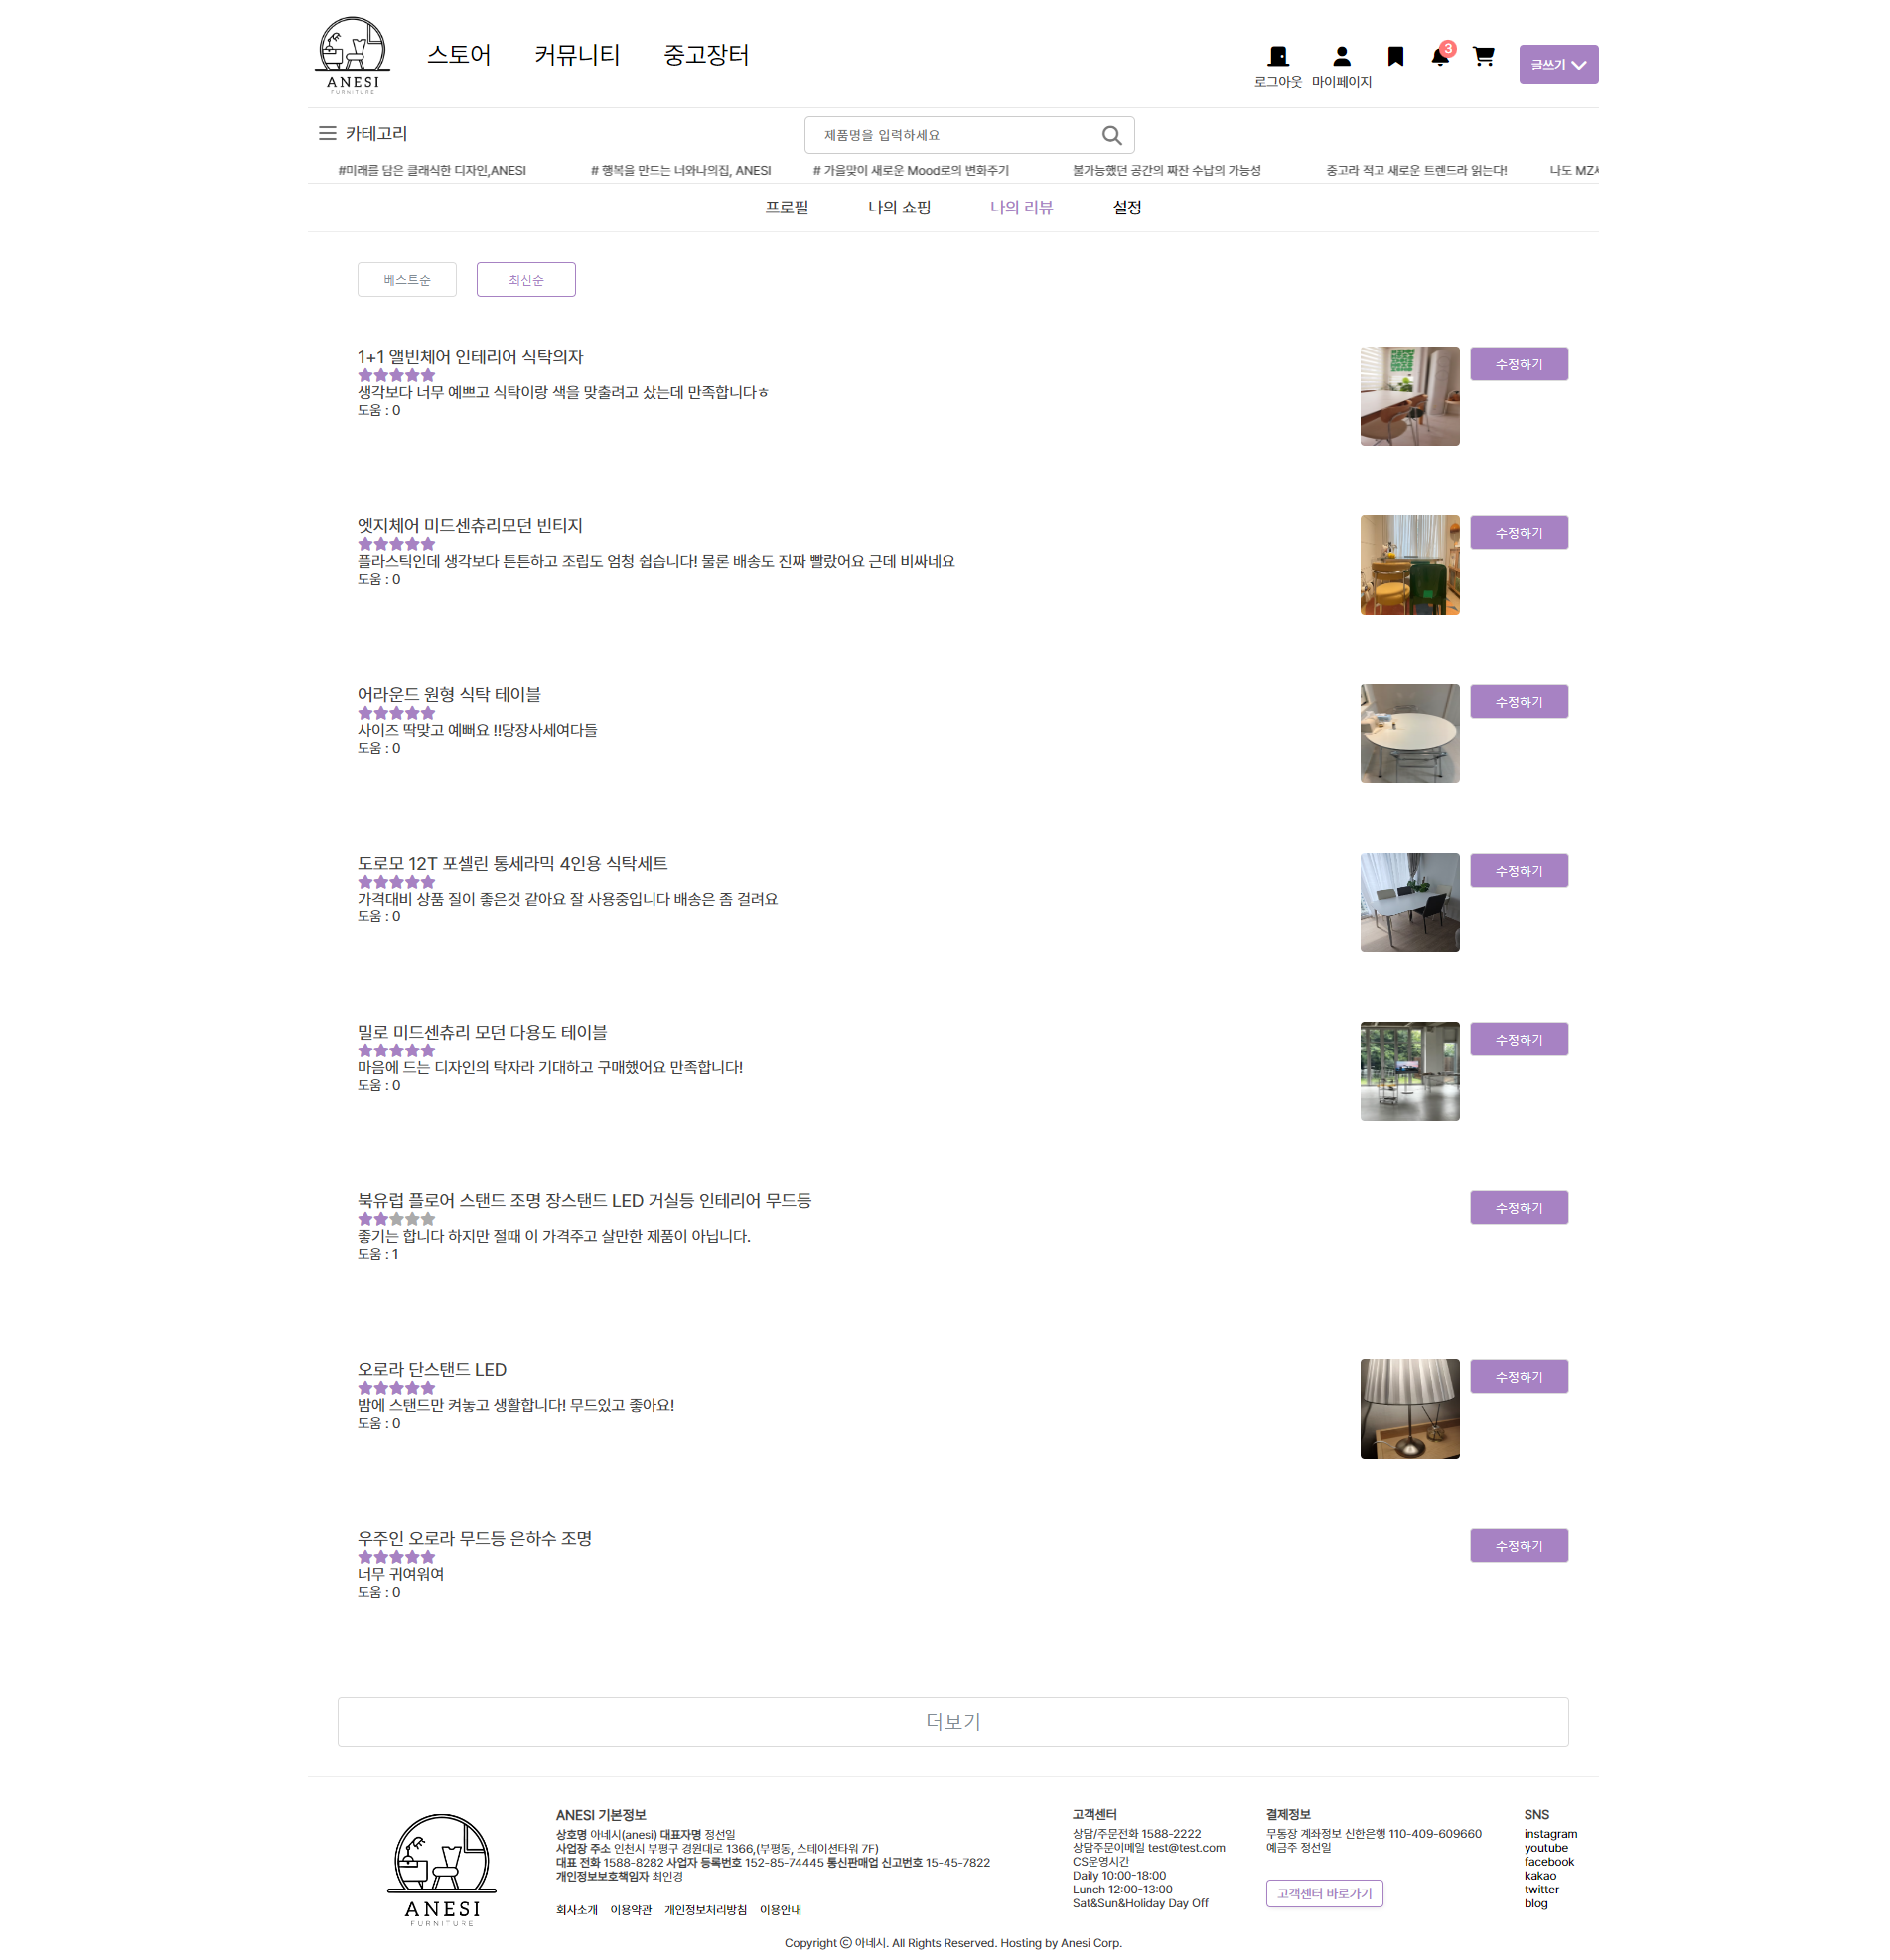 ANESI
FURNITURE
스토어 커뮤니티 중고장터
3
로그아웃 마이페이지
글쓰기
카테고리
제품명을 입력하세요
#미래를 담은 클래식한 디자인,ANESI # 행복을 만드는 너와나의집, ANESI # 가을맞이 새로운 Mood로의 변화주기 불가능했던 공간의 짜잔 수납의 가능성 중고라 적고 새로운 트렌드라 읽는다! 나도 MZ
프로필 나의 쇼핑 나의 리뷰 설정
베스트순 최신순
1+1 앨빈체어 인테리어 식탁의자
수정하기
생각보다 너무 예쁘고 식탁이랑 색을 맞출려고 샀는데 만족합니다ㅎ
도움 : 0
엣지체어 미드센츄리모던 빈티지
수정하기
플라스틱인데 생각보다 튼튼하고 조립도 엄청 쉽습니다! 물론 배송도 진짜 빨랐어요 근데 비싸네요
도움 : 0
어라운드 원형 식탁 테이블
수정하기
사이즈 딱맞고 예뻐요 !!당장사세여다들
도움 : 0
도로모 12T 포셀린 통세라믹 4인용 식탁세트
수정하기
가격대비 상품 질이 좋은것 같아요 잘 사용중입니다 배송은 좀 걸려요
도움 : 0
밀로 미드센츄리 모던 다용도 테이블
수정하기
마음에 드는 디자인의 탁자라 기대하고 구매했어요 만족합니다!
도움 : 0
북유럽 플로어 스탠드 조명 장스탠드 LED 거실등 인테리어 무드등
수정하기
좋기는 합니다 하지만 절때 이 가격주고 살만한 제품이 아닙니다.
도움 : 1
오로라 단스탠드 LED
수정하기
밤에 스탠드만 켜놓고 생활합니다! 무드있고 좋아요!
도움 : 0
우주인 오로라 무드등 은하수 조명
수정하기
너무 귀여워여
도움 : 0
더보기
ANESI
FURNITURE
ANESI 기본정보
상호명 아네시(anesi) 대표자명 정선일
사업장 주소 인천시 부평구 경원대로 1366,(부평동, 스테이션타워 7F)
대표 전화 1588-8282 사업자 등록번호 152-85-74445 통신판매업 신고번호 15-45-7822
개인정보보호책임자 최인경
회사소개 이용약관 개인정보처리방침 이용안내
고객센터
상담/주문전화 1588-2222
상담주문이메일 test@test.com
CS운영시간
Daily 10:00-18:00
Lunch 12:00-13:00
Sat&Sun&Holiday Day Off
결제정보
무통장 계좌정보 신한은행 110-409-609660
예금주 정선일
고객센터 바로가기
SNS
instagram
youtube
facebook
kakao
twitter
blog
Copyright ⓒ 아네시. All Rights Reserved. Hosting by Anesi Corp.